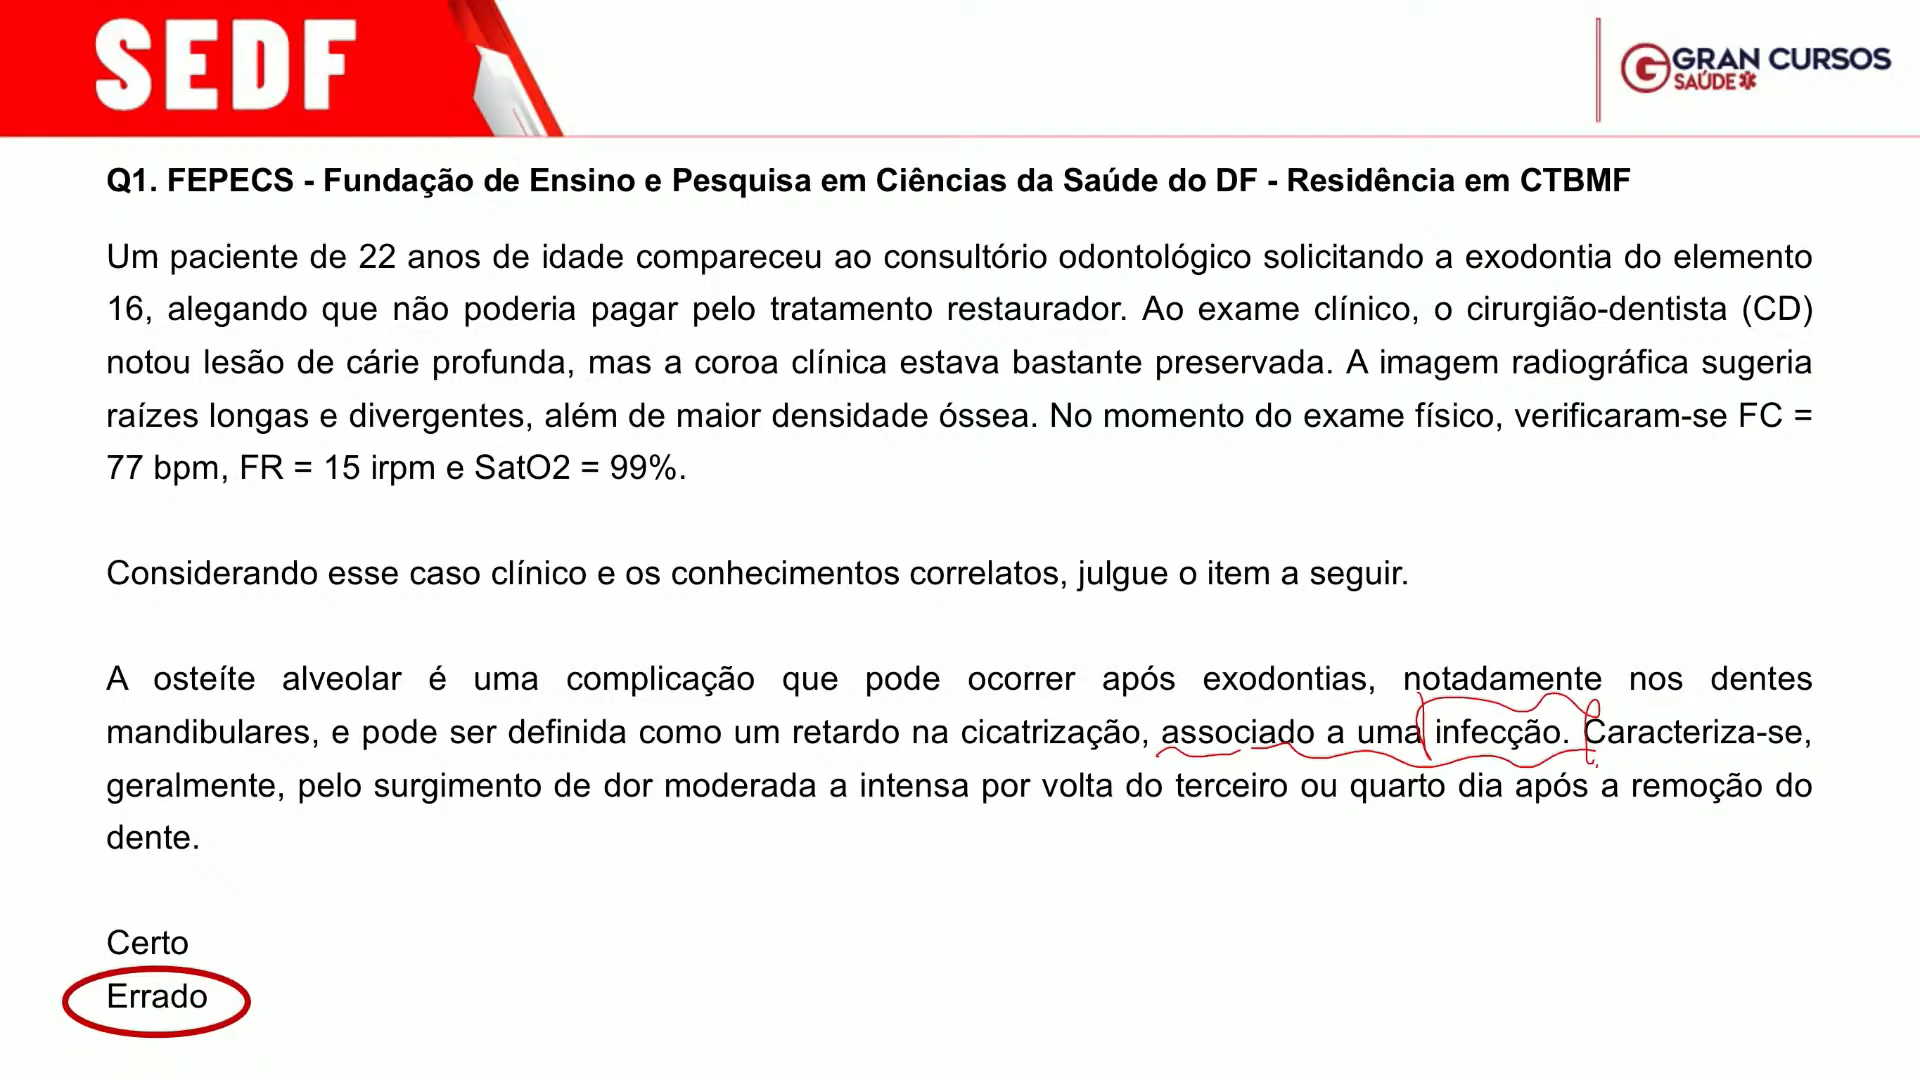 SEDF
GRAN CURSOS
SAÚDE
Q1. FEPECS - Fundação de Ensino e Pesquisa em Ciências da Saúde do DF - Residência em CTBMF
Um paciente de 22 anos de idade compareceu ao consultório odontológico solicitando a exodontia do elemento
16, alegando que não poderia pagar pelo tratamento restaurador. Ao exame clínico, o cirurgião-dentista (CD)
notou lesão de cárie profunda, mas a coroa clínica estava bastante preservada. A imagem radiográfica sugeria
raízes longas e divergentes, além de maior densidade óssea. No momento do exame físico, verificaram-se FC =
77 bpm, FR = 15 irpm e SatO2 = 99%.
Considerando esse caso clínico e os conhecimentos correlatos, julgue o item a seguir.
A osteíte alveolar é uma complicação que pode ocorrer após exodontias, notadamente nos dentes
mandibulares, e pode ser definida como um retardo na cicatrização, associado a uma infecção. Caracteriza-se,
geralmente, pelo surgimento de dor moderada a intensa por volta do terceiro ou quarto dia após a remoção do
dente.
Certo
Errado